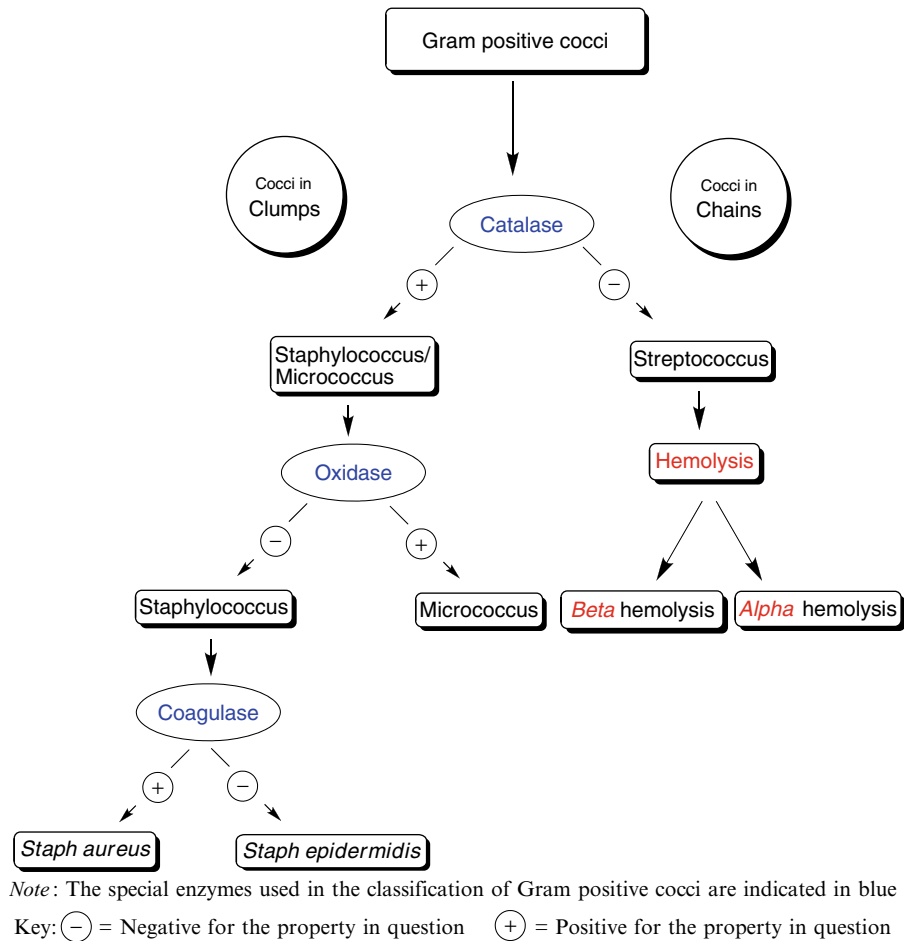 Gram positive cocci
Cocci in
Clumps
Cocci in
Chains
Catalase
+
−
Staphylococcus/
Micrococcus
Streptococcus
Oxidase
Hemolysis
−
+
Staphylococcus
Micrococcus
Beta hemolysis
Alpha hemolysis
Coagulase
+
−
Staph aureus
Staph epidermidis
Note: The special enzymes used in the classification of Gram positive cocci are indicated in blue
Key: − = Negative for the property in question + = Positive for the property in question